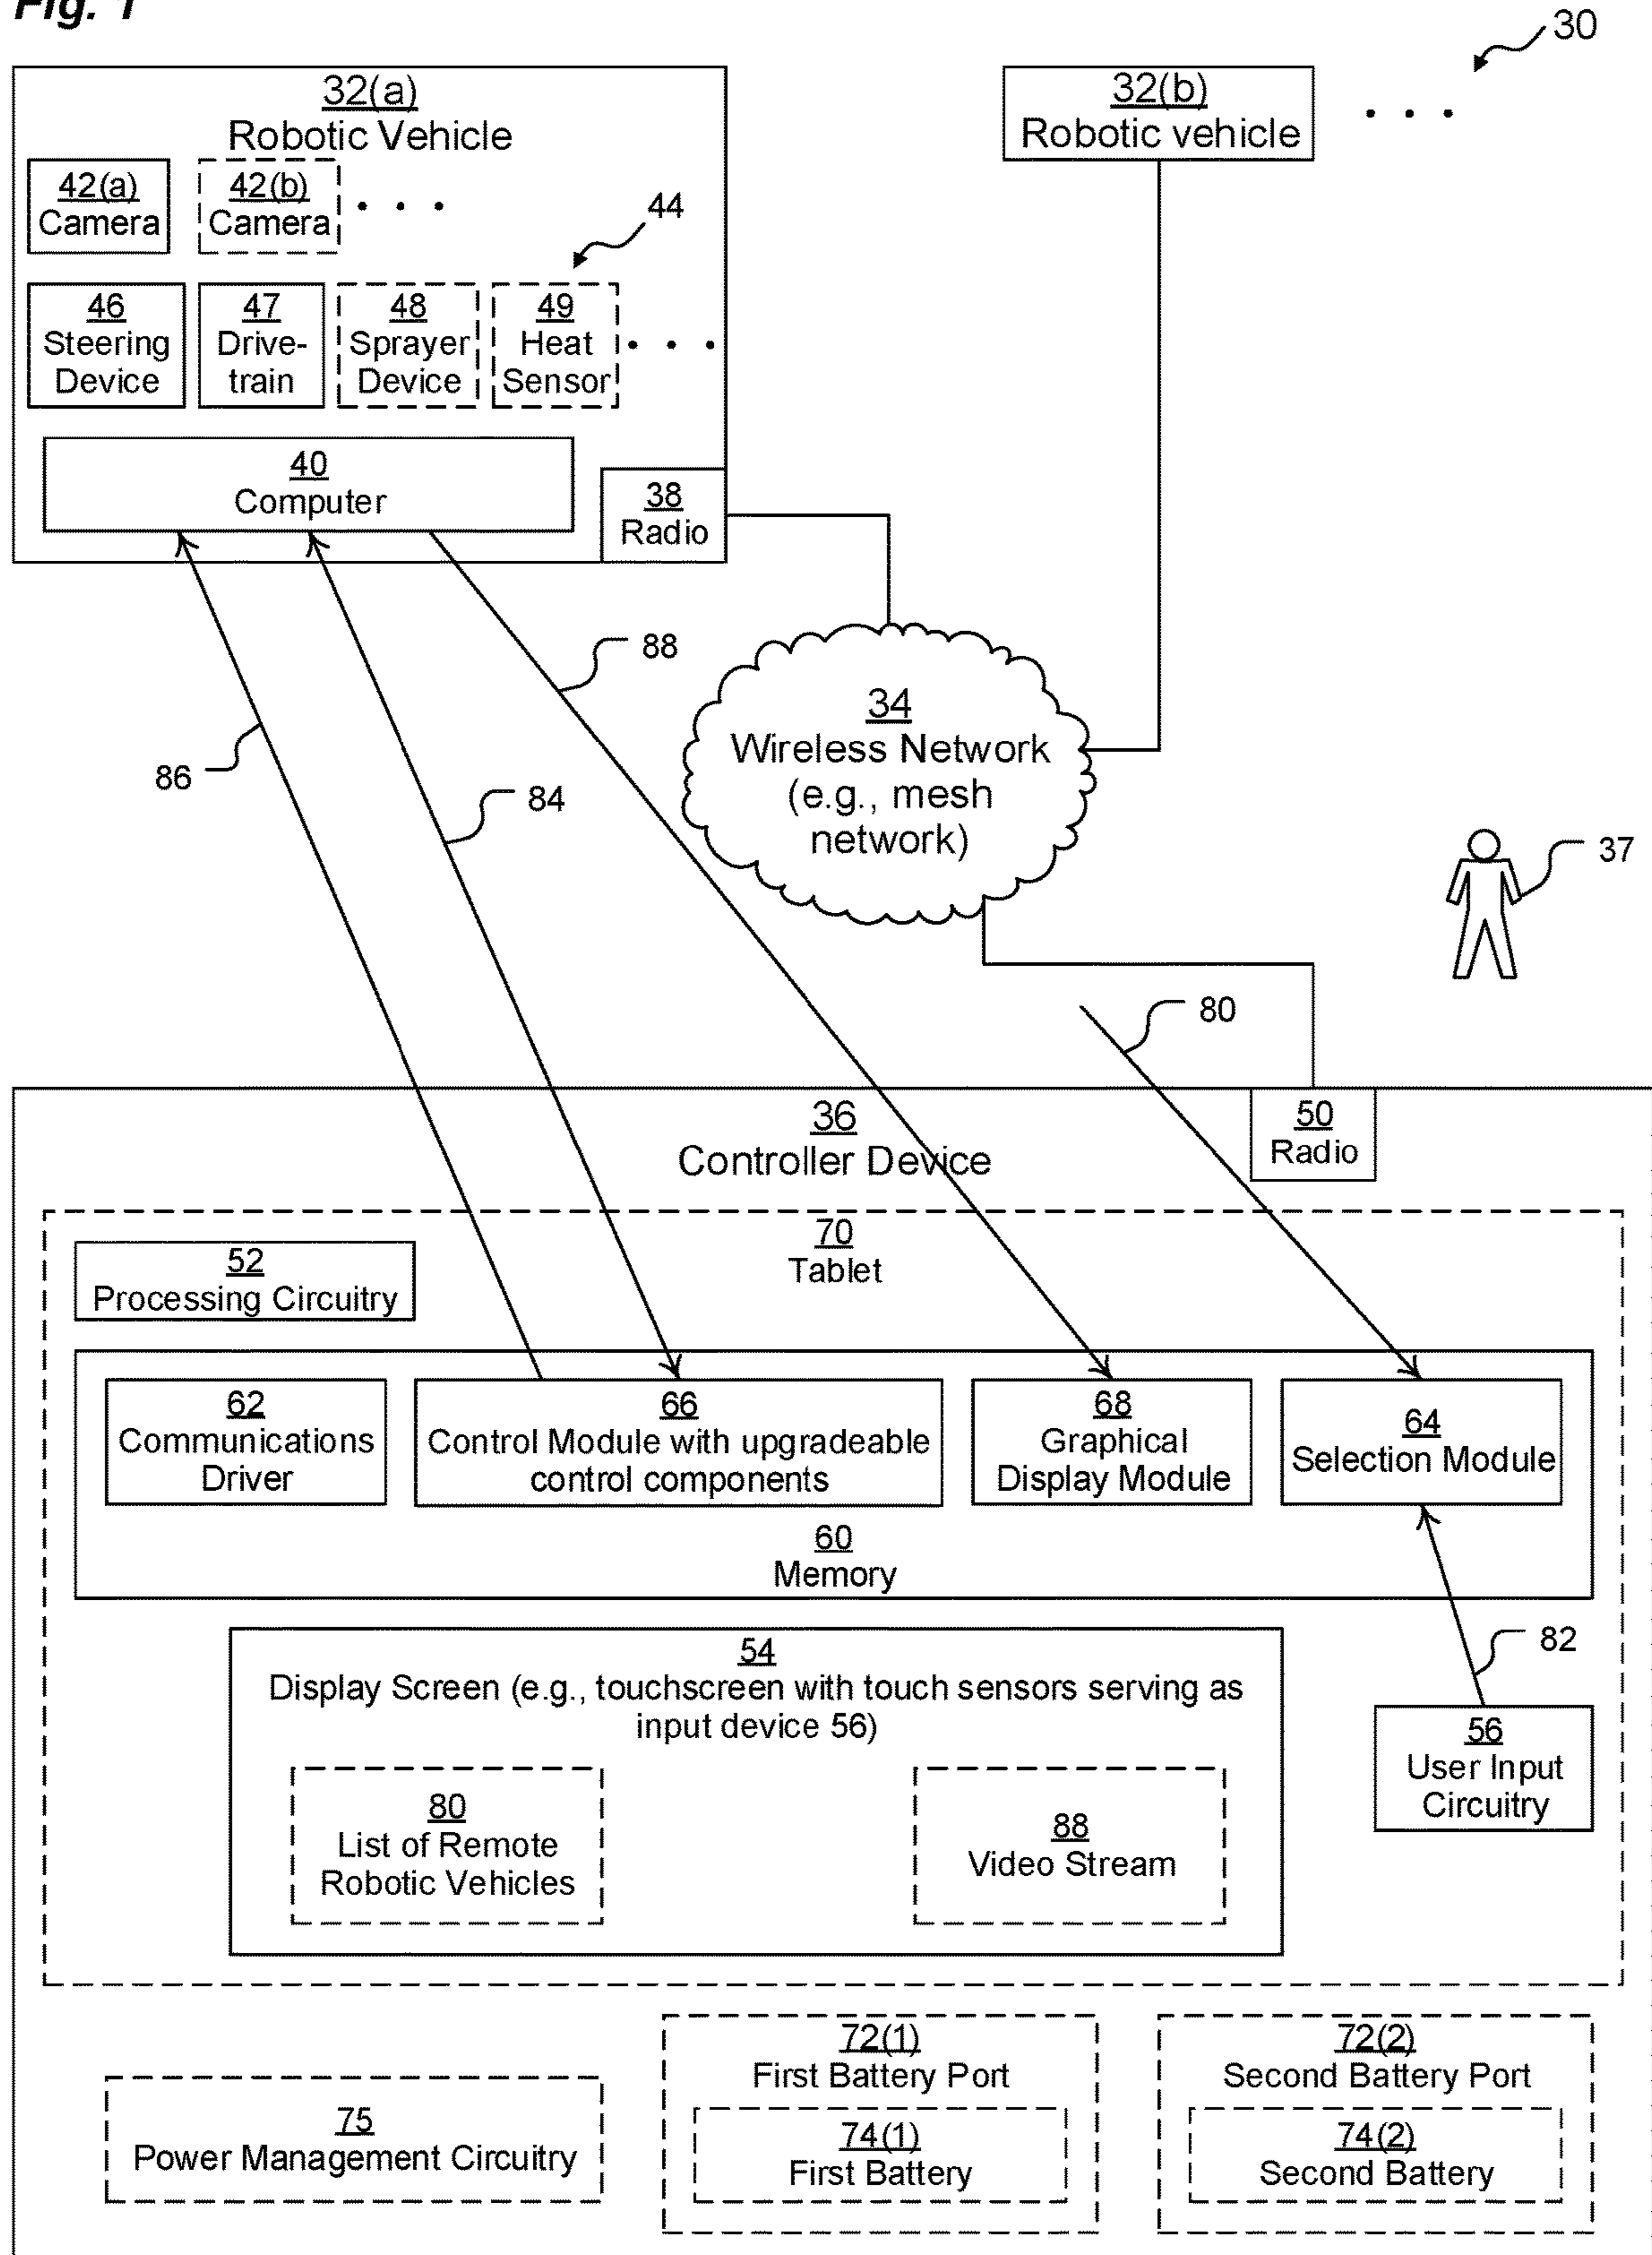 Fig. 1
30
32(a)
Robotic Vehicle
32(b)
Robotic vehicle
42(a)
Camera
42(b)
Camera
44
46
Steering
Device
47
Drive-
train
48
Sprayer
Device
49
Heat
Sensor
40
Computer
38
Radio
88
86
84
34
Wireless Network
(e.g., mesh
network)
37
80
36
Controller Device
50
Radio
70
Tablet
52
Processing Circuitry
62
Communications
Driver
66
Control Module with upgradeable
control components
68
Graphical
Display Module
64
Selection Module
60
Memory
54
Display Screen (e.g., touchscreen with touch sensors serving as
input device 56)
82
56
User Input
Circuitry
80
List of Remote
Robotic Vehicles
88
Video Stream
75
Power Management Circuitry
72(1)
First Battery Port
74(1)
First Battery
72(2)
Second Battery Port
74(2)
Second Battery